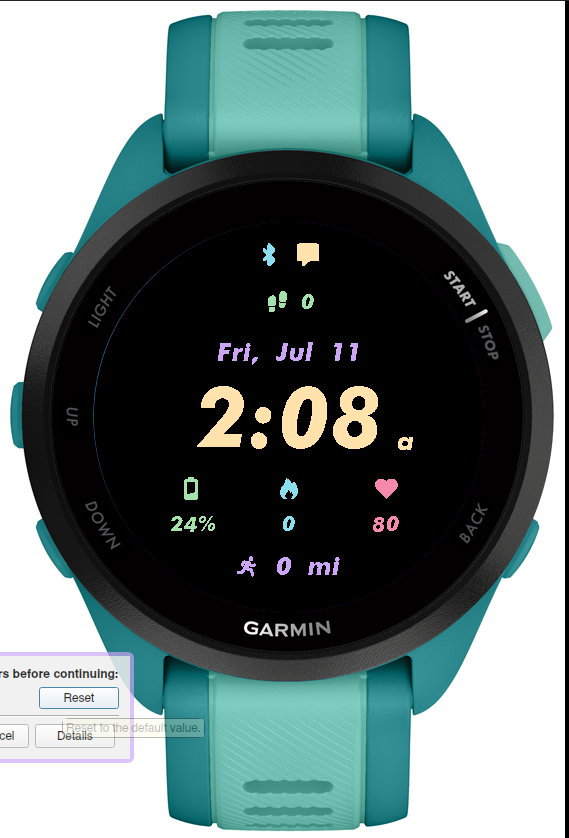 START
STOP
LIGHT
0
Fri, Jul 11
UP
2:08 a
24% 0 80
DOWN
BACK
0 mi
GARMIN
rs before continuing:
Reset
Reset to the default value.
cel
Details